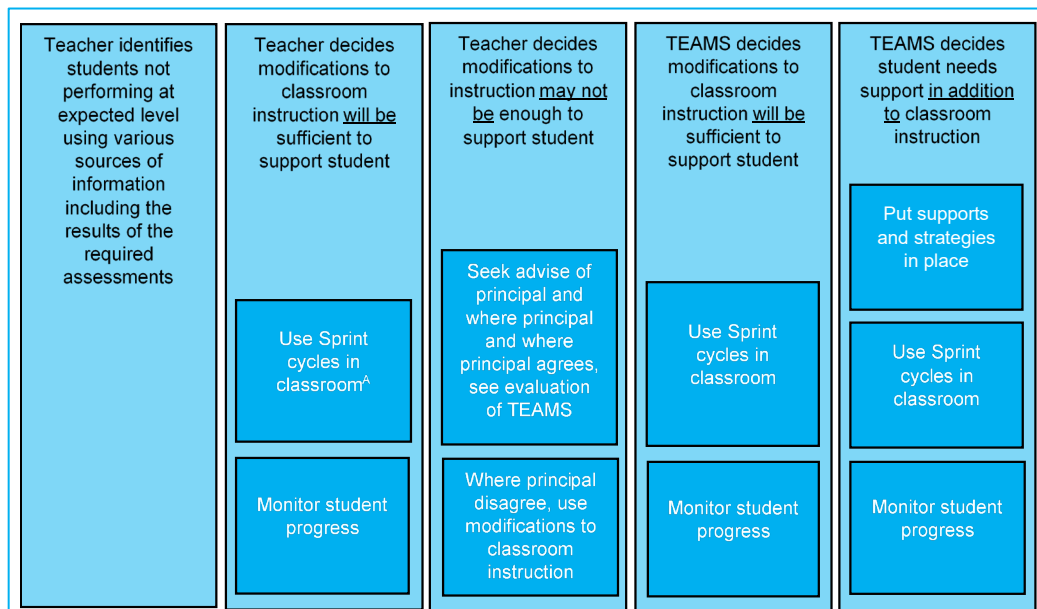 Teacher identifies
students not
performing at
expected level
using various
sources of
information
including the
results of the
required
assessments
Teacher decides
modifications to
classroom
instruction will be
sufficient to
support student
Use Sprint
cycles in
classroomA
Monitor student
progress
Teacher decides
modifications to
instruction may not
be enough to
support student
Seek advise of
principal and
where principal
and where
principal agrees,
see evaluation
of TEAMS
Where principal
disagree, use
modifications to
classroom
instruction
TEAMS decides
modifications to
classroom
instruction will be
sufficient to
support student
Use Sprint
cycles in
classroom
Monitor student
progress
TEAMS decides
student needs
support in addition
to classroom
instruction
Put supports
and strategies
in place
Use Sprint
cycles in
classroom
Monitor student
progress